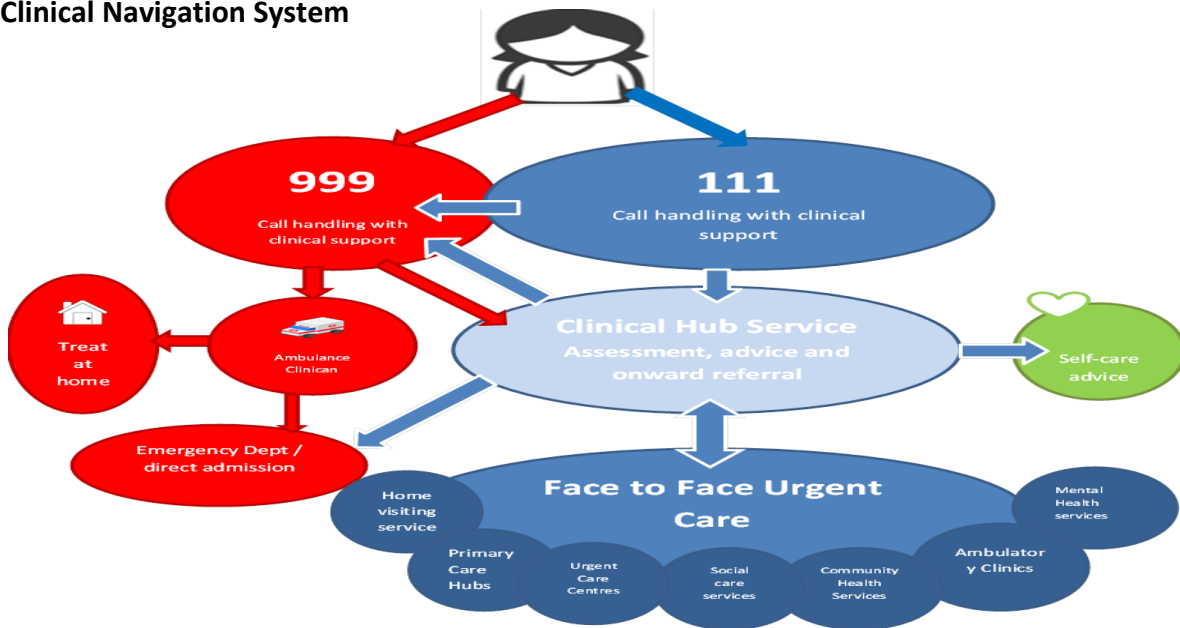 Clinical Navigation System
999
Call handling with
clinical support
111
Call handling with clinical
support
Treat
at
home
Ambulance
Clinican
Clinical Hub Service
Assessment, advice and
onward referral
Self-care
advice
Emergency Dept /
direct admission
Face to Face Urgent
Care
Home
visiting
service
Primary
Care
Hubs
Urgent
Care
Centres
Social
care
services
Community
Health
Services
Ambulator
y Clinics
Mental
Health
services